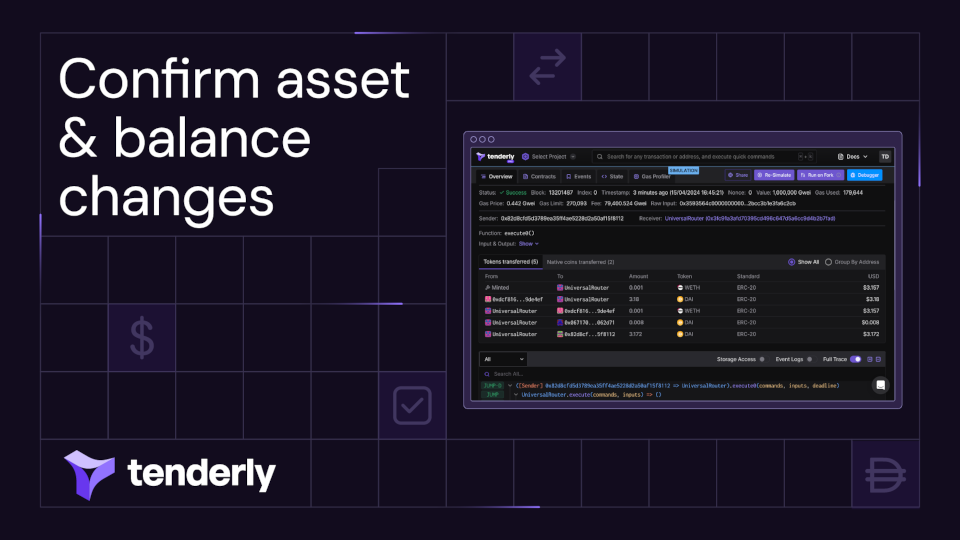 Confirm asset
& balance
changes
tenderly
tenderly Select Project Search for any transaction or address, and execute quick commands Docs TD
SIMULATION
Overview Contracts Events State Gas Profiler Share Re-Simulate Run on Fork Debugger
Status: Success Block: 13201467 Index: 0 Timestamp: 3 minutes ago (15/04/2024 16:45:21) Nonce: 0 Value: 1,000,000 Gwei Gas Used: 179,644
Gas Price: 0.442 Gwei Gas Limit: 270,093 Fee: 79,400.524 Gwei Raw Input:
Sender: Receiver: UniversalRouter
Function: execute0()
Input & Output: Show
Tokens transferred (5) Native coins transferred (2) Show All Group By Address
From To Amount Token Standard USD
Minted UniversalRouter 0.001 WETH ERC-20 $3.157
0xdcf816...9de4ef UniversalRouter 3.18 DAI ERC-20 $3.18
UniversalRouter 0xdcf816...9de4ef 0.001 WETH ERC-20 $3.157
UniversalRouter 0x067170...062d71 0.008 DAI ERC-20 $0.008
UniversalRouter 0x82d8cf...5f8112 3.172 DAI ERC-20 $3.172
All Storage Access Event Logs Full Trace
Search All...
JUMP-D ([Sender] => UniversalRouter).execute0(commands, inputs, deadline)
JUMP UniversalRouter.execute(commands, inputs) => ()